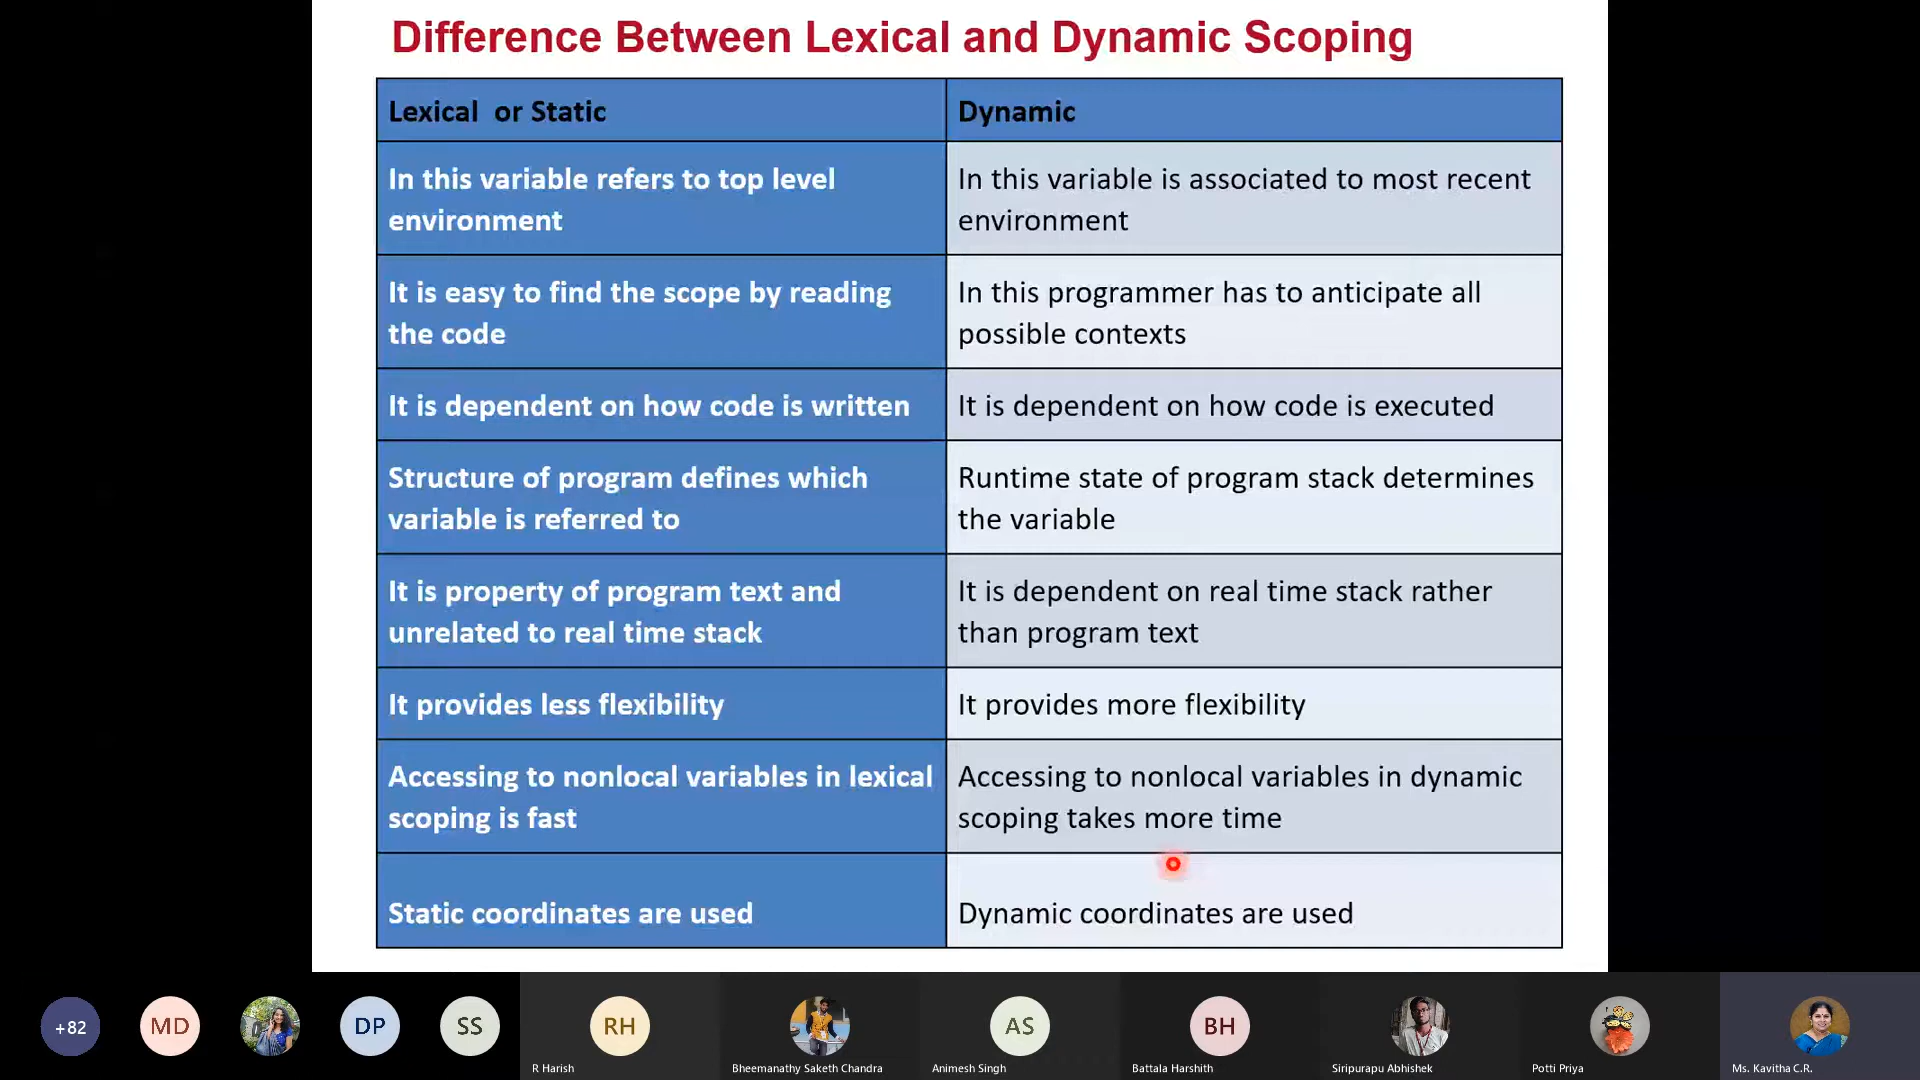 Difference Between Lexical and Dynamic Scoping
Lexical or Static
Dynamic
In this variable refers to top level
environment
In this variable is associated to most recent
environment
It is easy to find the scope by reading
the code
In this programmer has to anticipate all
possible contexts
It is dependent on how code is written
It is dependent on how code is executed
Structure of program defines which
variable is referred to
Runtime state of program stack determines
the variable
It is property of program text and
unrelated to real time stack
It is dependent on real time stack rather
than program text
It provides less flexibility
It provides more flexibility
Accessing to nonlocal variables in lexical
scoping is fast
Accessing to nonlocal variables in dynamic
scoping takes more time
Static coordinates are used
Dynamic coordinates are used
+82
MD
DP
SS
RH
AS
BH
R Harish
Bheemanathy Saketh Chandra
Animesh Singh
Battala Harshith
Siripurapu Abhishek
Potti Priya
Ms. Kavitha C.R.